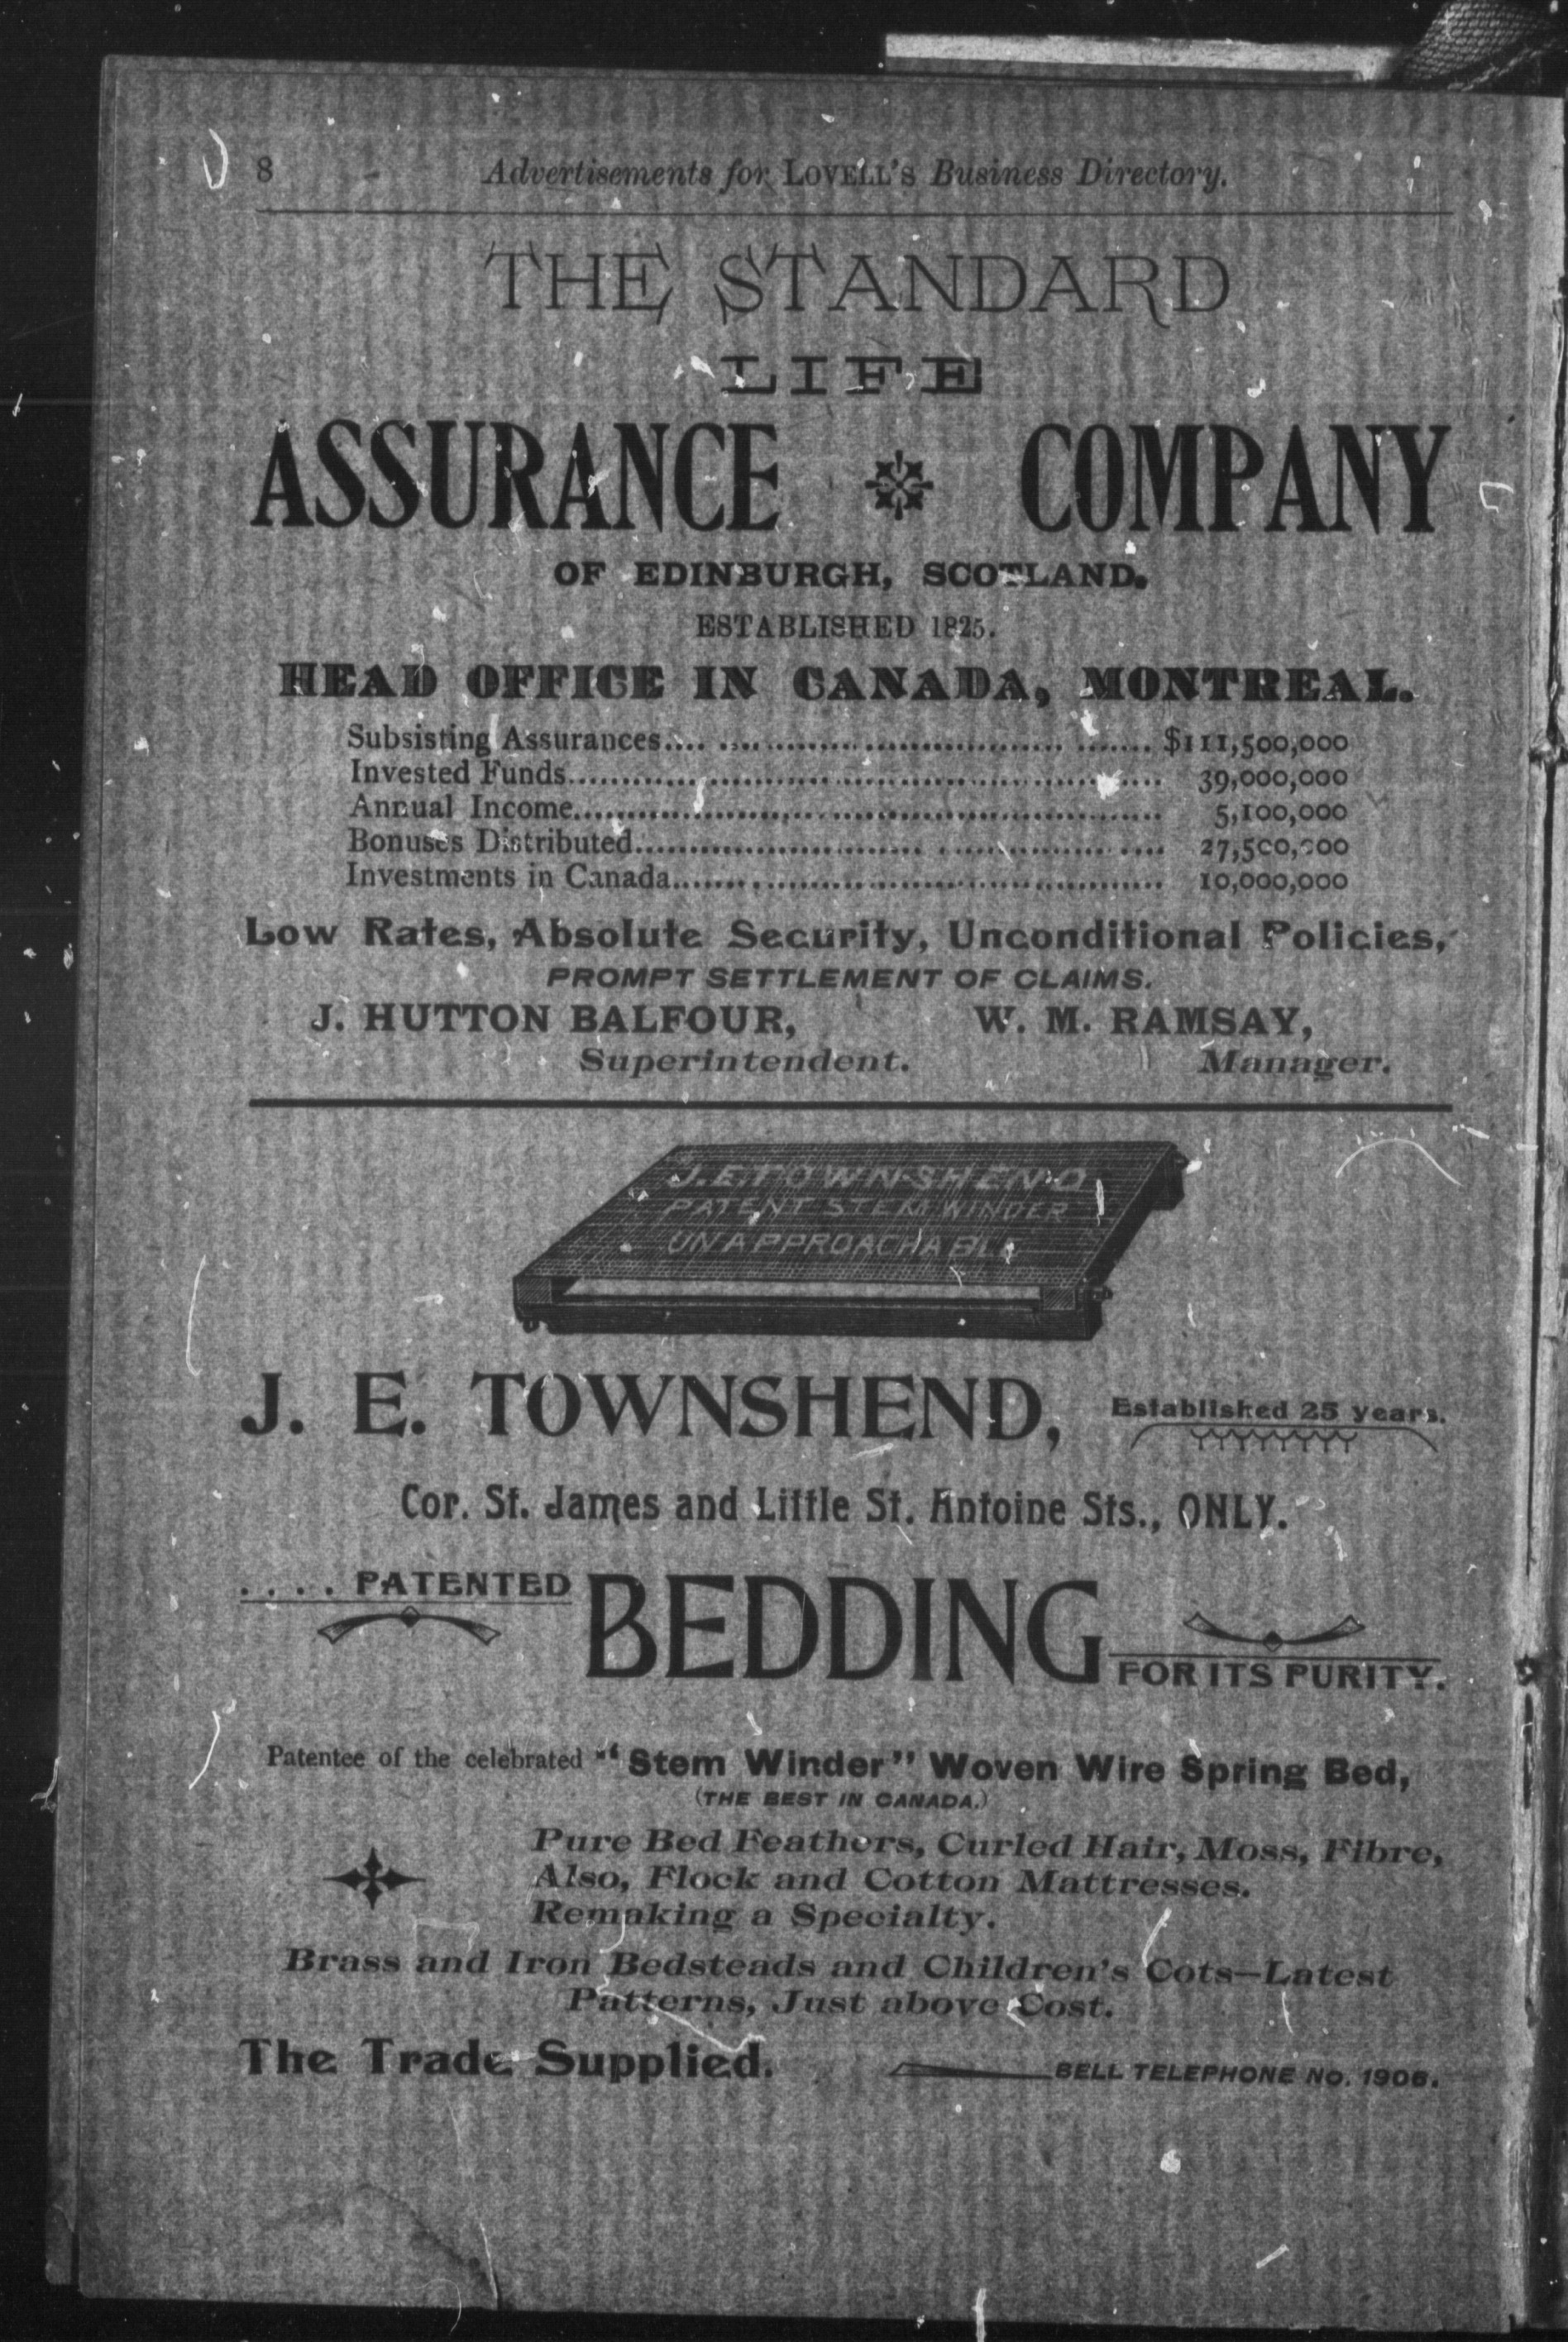 8 Advertisements for LOVELL'S Business Directory.
THE STANDARD
LIFE
ASSURANCE COMPANY
OF EDINBURGH, SCOTLAND.
ESTABLISHED 1825.
HEAD OFFICE IN CANADA, MONTREAL.
Subsisting Assurances.... .................................... ....... $111,500,000
Invested Funds.................................................... 39,000,000
Annual Income.................................................... 5,100,000
Bonuses Distributed.......................... ................ .... 27,500,000
Investments in Canada............................................ 10,000,000
Low Rates, Absolute Security, Unconditional Policies,
PROMPT SETTLEMENT OF CLAIMS.
J. HUTTON BALFOUR, W. M. RAMSAY,
Superintendent. Manager.
J. E. TOWNSHEND
PATENT STEM WINDER
UNAPPROACHABLE
J. E. TOWNSHEND, Established 25 years.
Cor. St. James and Little St. Antoine Sts., ONLY.
.... PATENTED BEDDING FOR ITS PURITY.
Patentee of the celebrated "Stem Winder" Woven Wire Spring Bed,
(THE BEST IN CANADA.)
Pure Bed Feathers, Curled Hair, Moss, Fibre,
Also, Flock and Cotton Mattresses.
Remaking a Specialty.
Brass and Iron Bedsteads and Children's Cots—Latest
Patterns, Just above Cost.
The Trade Supplied. BELL TELEPHONE NO. 1906.